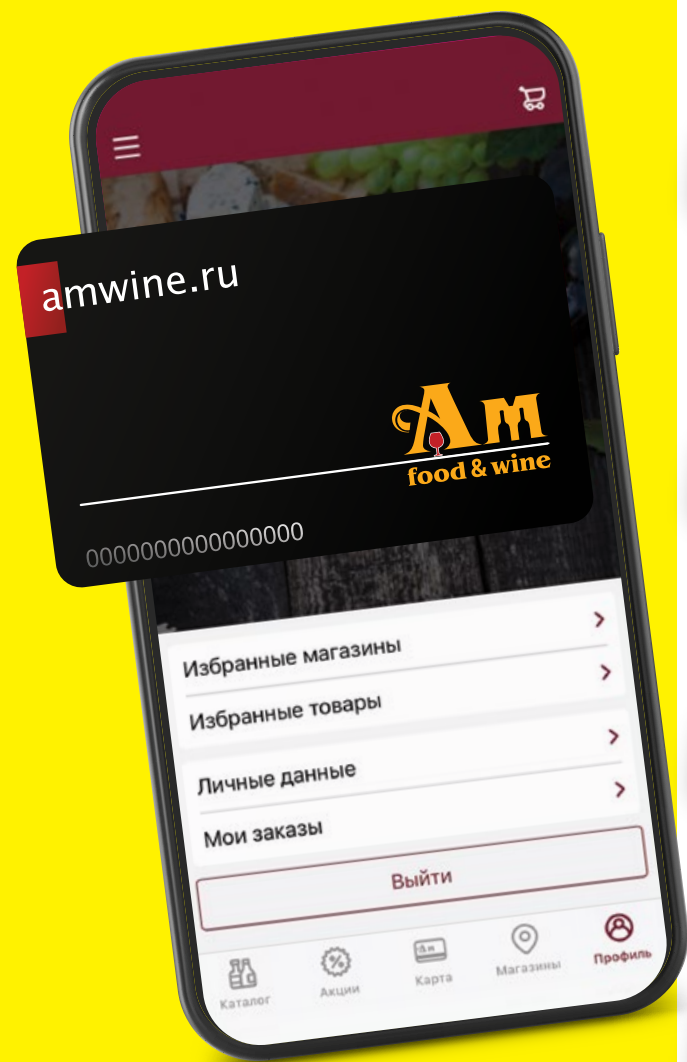 amwine.ru
Am
food & wine
0000000000000000
Избранные магазины
Избранные товары
Личные данные
Мои заказы
Выйти
Каталог
Акции
Карта
Магазины
Профиль